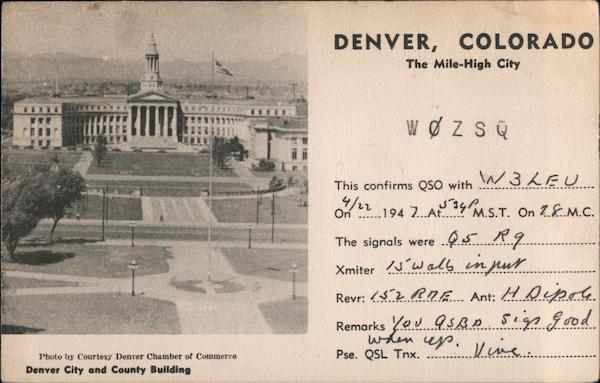 DENVER, COLORADO
The Mile-High City
WØZSQ
This confirms QSO with W3LEU
On 4/22 1947 At 534P M.S.T. On 28 M.C.
The signals were Q5 R9
Xmiter 15 watts input
Revr: 152 RME Ant: H Dipole
Remarks You QSBD. Sigs good
when up.
Pse. QSL Tnx. Vine.
Photo by Courtesy Denver Chamber of Commerce
Denver City and County Building